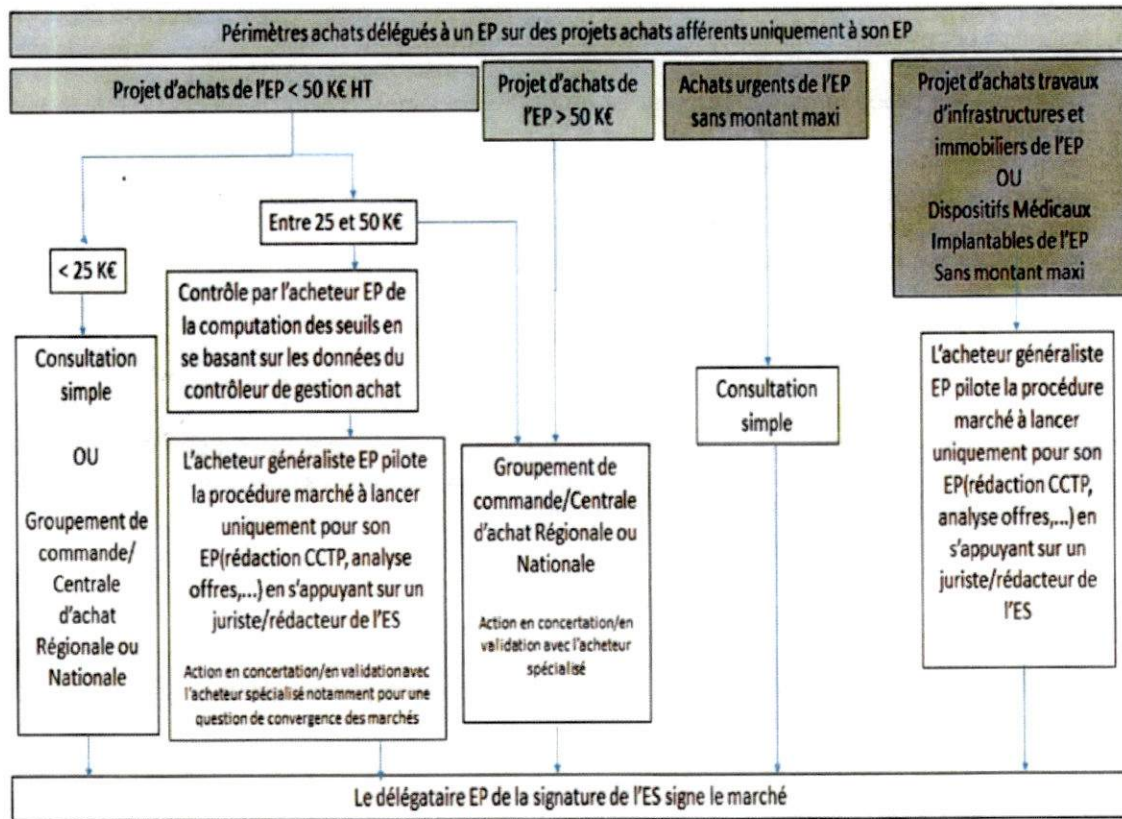 Périmètres achats délégués à un EP sur des projets achats afférents uniquement à son EP
Projet d'achats de l'EP < 50 K€ HT
Projet d'achats de
l'EP > 50 K€
Achats urgents de l'EP
sans montant maxi
Projet d'achats travaux
d'infrastructures et
immobiliers de l'EP
OU
Dispositifs Médicaux
Implantables de l'EP
Sans montant maxi
< 25 K€
Entre 25 et 50 K€
Consultation
simple
OU
Groupement de
commande/
Centrale
d'achat
Régionale ou
Nationale
Contrôle par l'acheteur EP de
la computation des seuils en
se basant sur les données du
contrôleur de gestion achat
L'acheteur généraliste EP pilote
la procédure marché à lancer
uniquement pour son
EP(rédaction CCTP, analyse
offres,...) en s'appuyant sur un
juriste/rédacteur de l'ES
Action en concertation/en validation avec
l'acheteur spécialisé notamment pour une
question de convergence des marchés
Groupement de
commande/Centrale
d'achat Régionale ou
Nationale
Action en concertation/en
validation avec l'acheteur
spécialisé
Consultation
simple
L'acheteur généraliste
EP pilote la procédure
marché à lancer
uniquement pour son
EP(rédaction CCTP,
analyse offres,...) en
s'appuyant sur un
juriste/rédacteur de
l'ES
Le délégataire EP de la signature de l'ES signe le marché